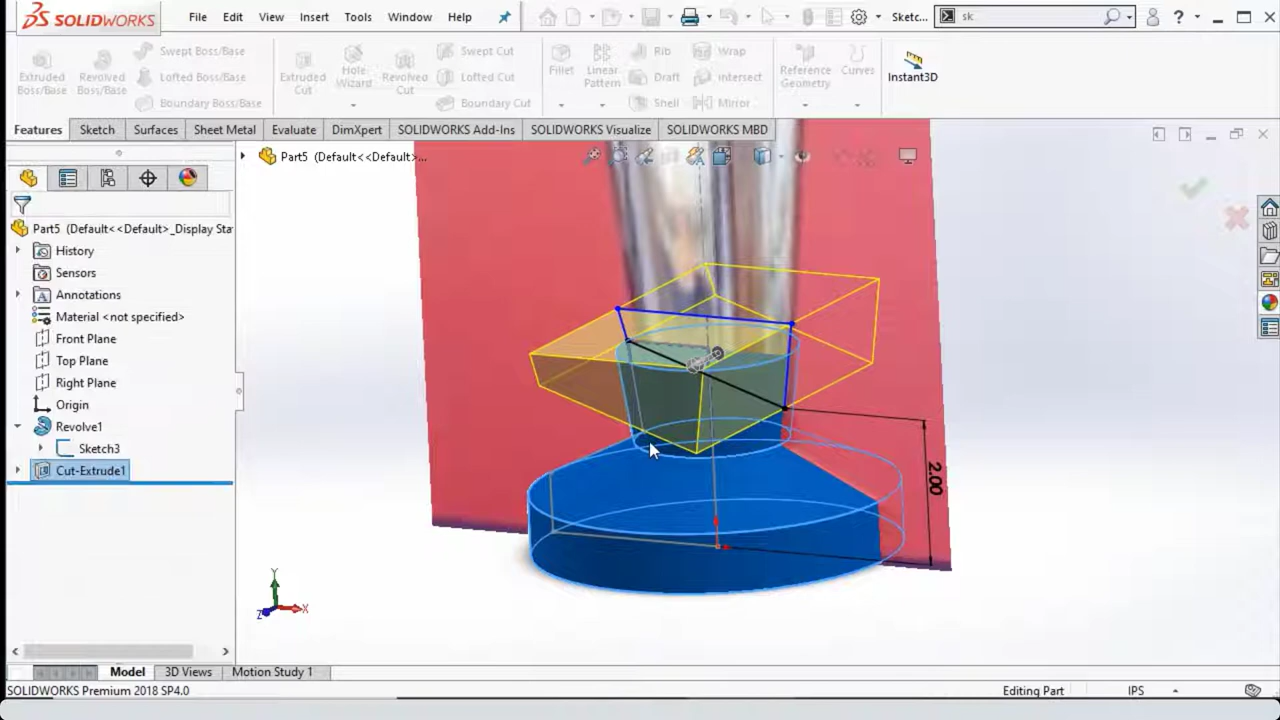 SOLIDWORKS File Edit View Insert Tools Window Help Sketc... sk
Extruded Boss/Base Revolved Boss/Base Swept Boss/Base Lofted Boss/Base Boundary Boss/Base Extruded Cut Hole Wizard Revolved Cut Swept Cut Lofted Cut Boundary Cut Fillet Linear Pattern Rib Draft Shell Wrap Intersect Mirror Reference Geometry Curves Instant3D
Features Sketch Surfaces Sheet Metal Evaluate DimXpert SOLIDWORKS Add-Ins SOLIDWORKS Visualize SOLIDWORKS MBD
Part5 (Default<<Default>...
Part5 (Default<<Default>_Display Sta
History
Sensors
Annotations
Material <not specified>
Front Plane
Top Plane
Right Plane
Origin
Revolve1
Sketch3
Cut-Extrude1
2.00
Y
Z X
Model 3D Views Motion Study 1
SOLIDWORKS Premium 2018 SP4.0 Editing Part IPS